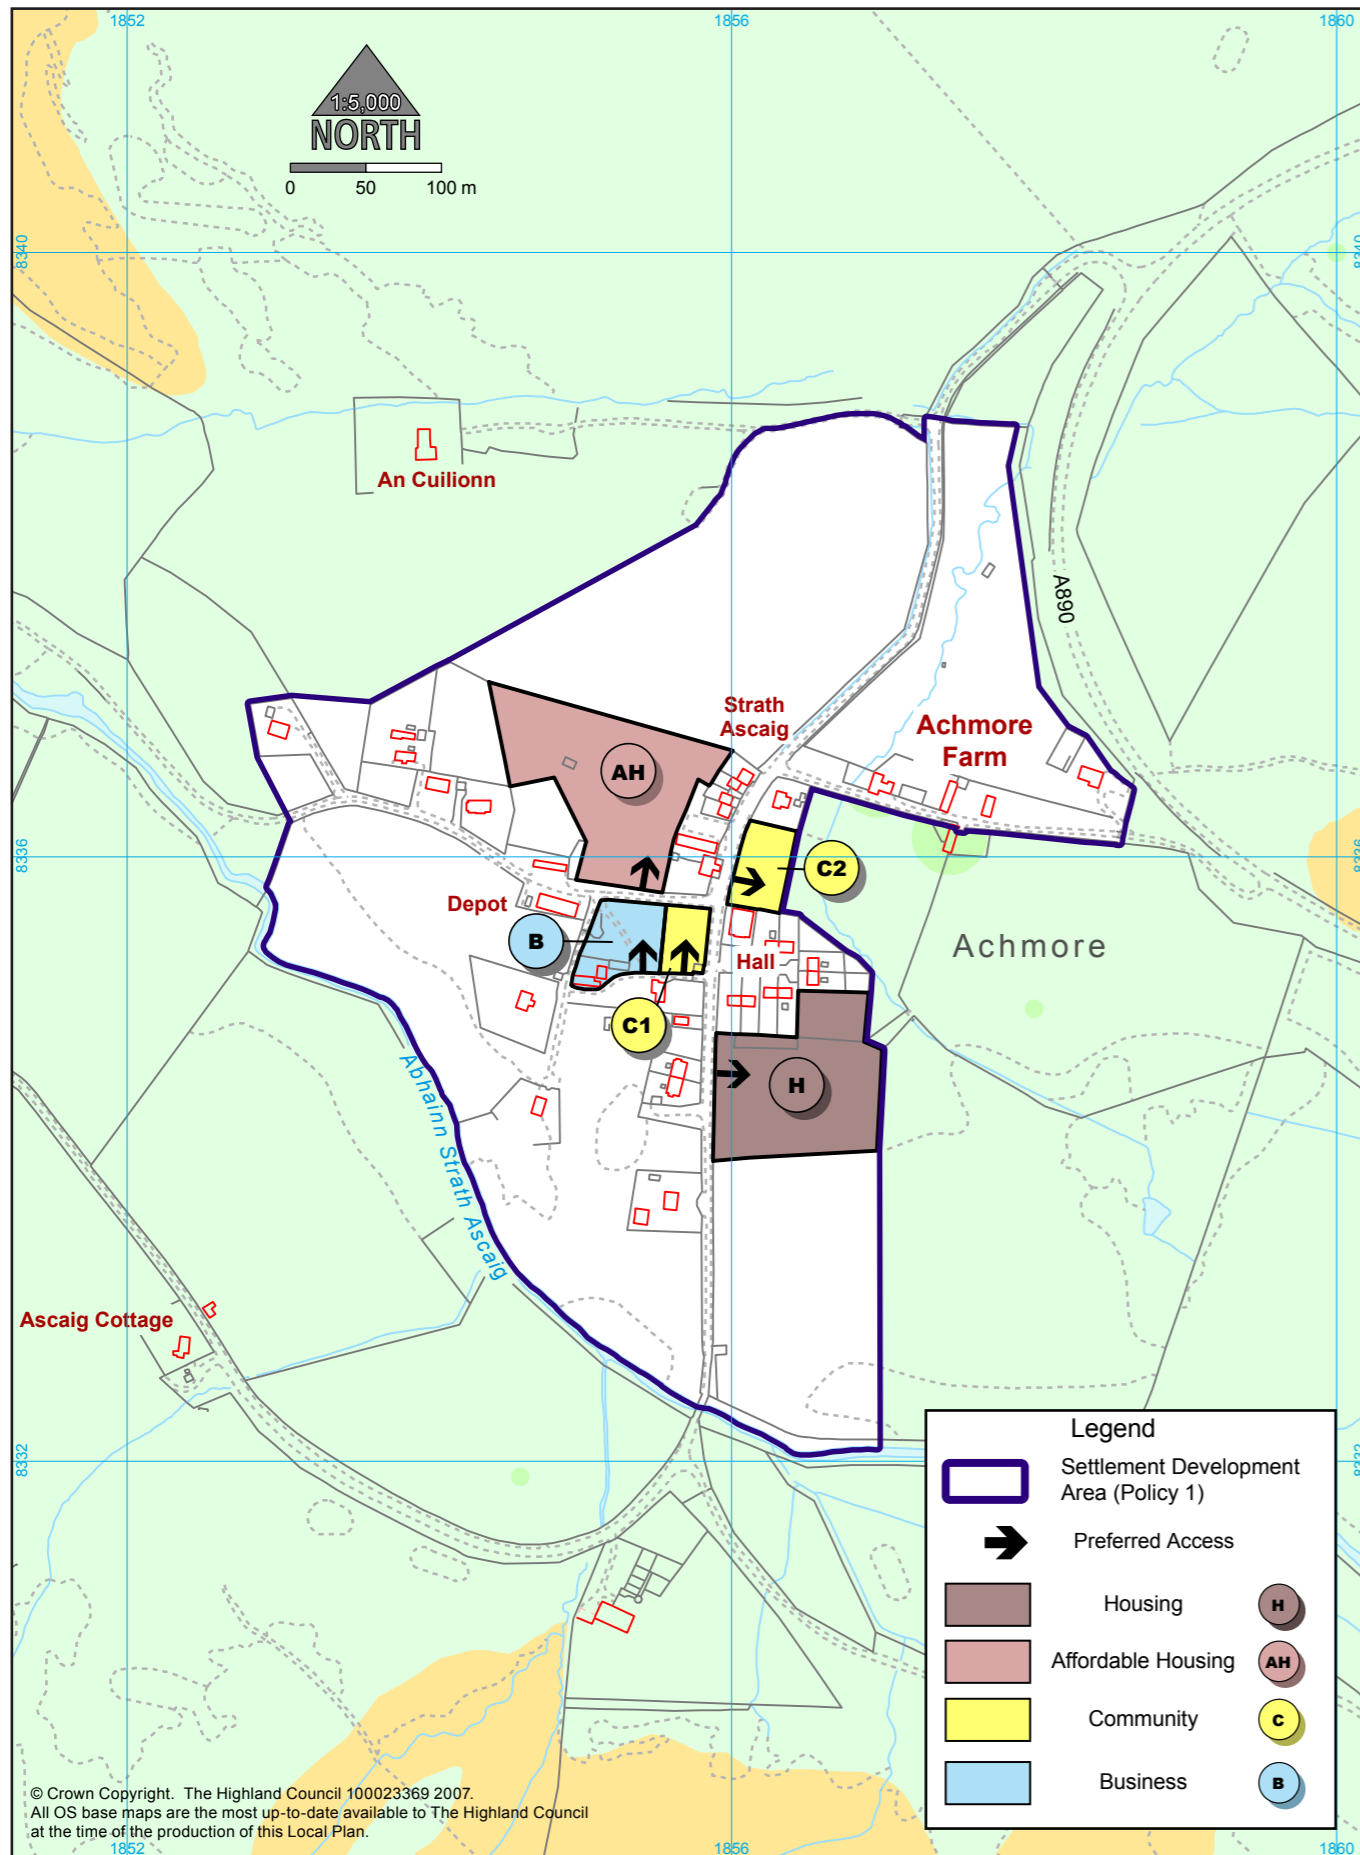 1852
1856
1860
1:5,000
NORTH
0 50 100 m
8340
8340
An Cuilionn
A890
Strath
Ascaig
Achmore
Farm
AH
8336
8336
C2
Depot
B
Hall
Achmore
C1
H
Abhainn Strath Ascaig
Ascaig Cottage
8332
8332
Legend
Settlement Development
Area (Policy 1)
Preferred Access
Housing H
Affordable Housing AH
Community C
Business B
© Crown Copyright. The Highland Council 100023369 2007.
All OS base maps are the most up-to-date available to The Highland Council
at the time of the production of this Local Plan.
1852
1856
1860